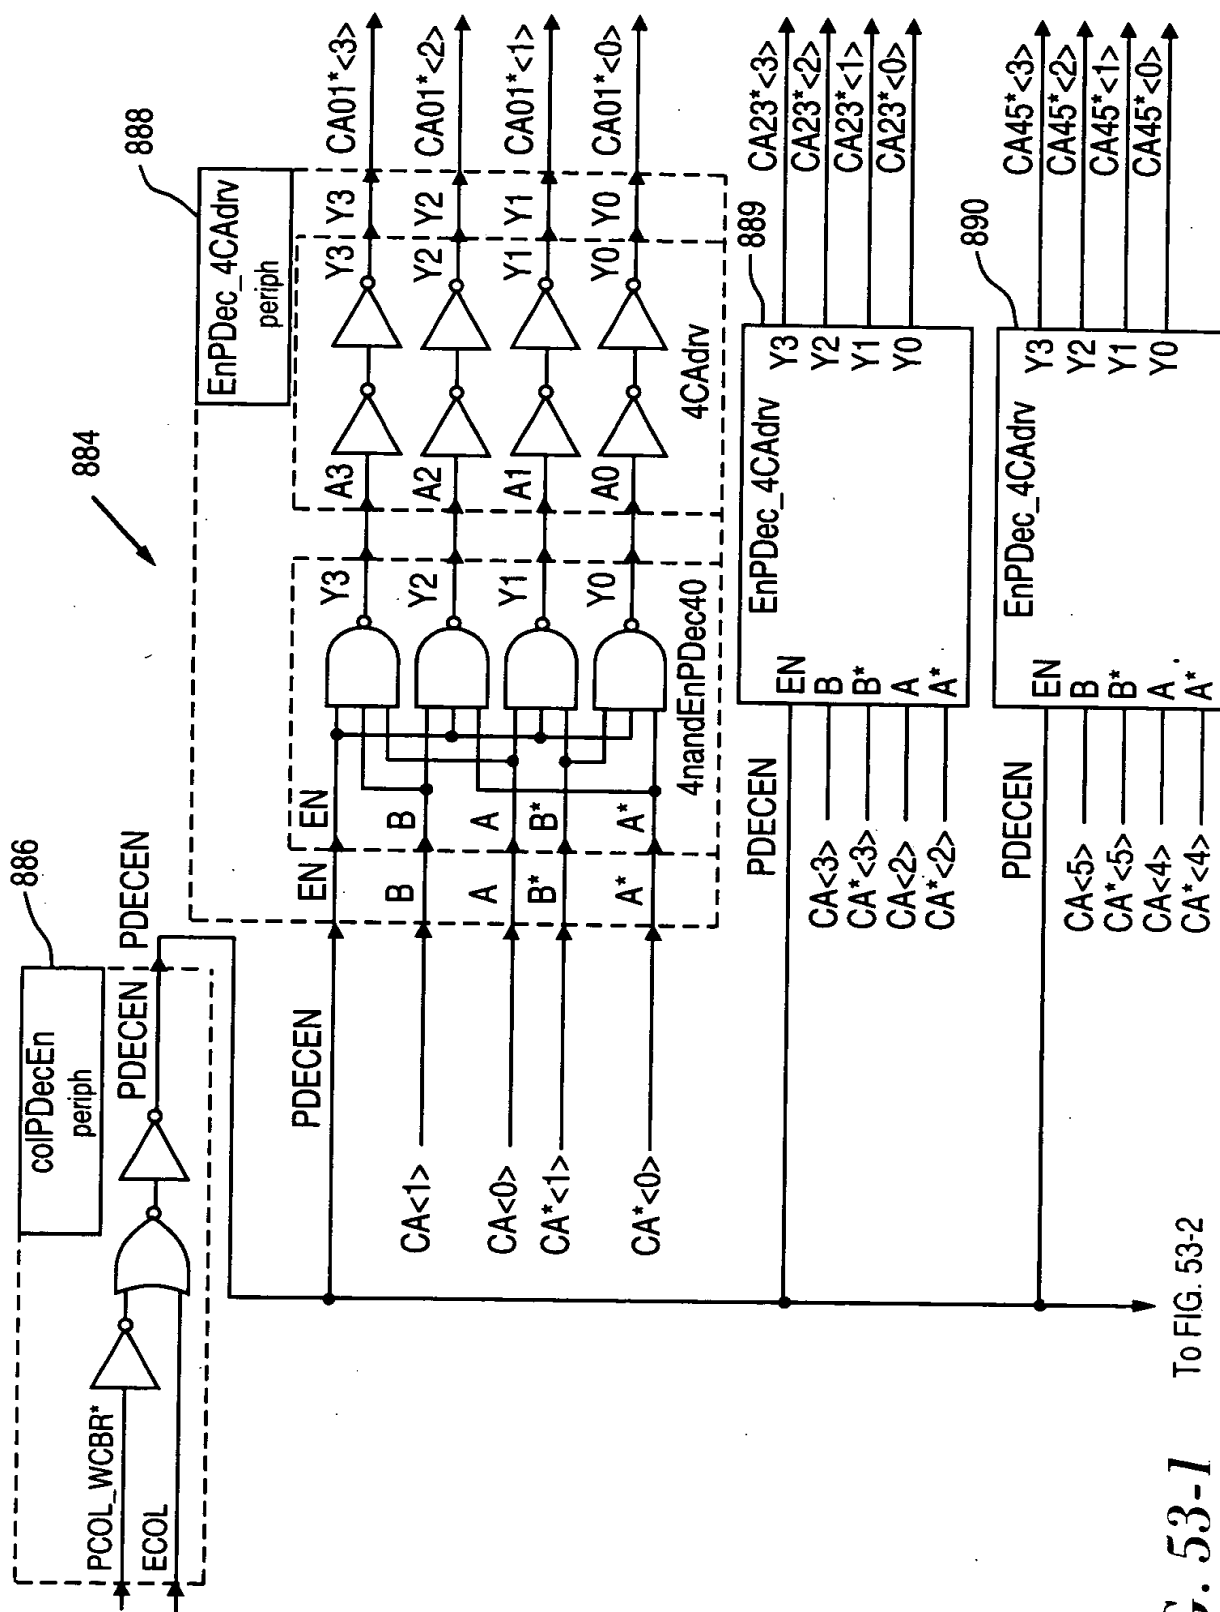 884
886
colPDecEn
periph
PCOL_WCBR*
ECOL
PDECEN
PDECEN
888
EnPDec_4CAdrv
periph
PDECEN
CA<1>
CA<0>
CA*<1>
CA*<0>
EN
B
A
B*
A*
EN
B
A
B*
A*
4nandEnPDec40
Y3
Y2
Y1
Y0
A3
A2
A1
A0
4CAdrv
Y3
Y2
Y1
Y0
Y3
Y2
Y1
Y0
CA01*<3>
CA01*<2>
CA01*<1>
CA01*<0>
889
PDECEN
CA<3>
CA*<3>
CA<2>
CA*<2>
EnPDec_4CAdrv
EN
B
B*
A
A*
Y3
Y2
Y1
Y0
CA23*<3>
CA23*<2>
CA23*<1>
CA23*<0>
890
PDECEN
CA<5>
CA*<5>
CA<4>
CA*<4>
EnPDec_4CAdrv
EN
B
B*
A
A*
Y3
Y2
Y1
Y0
CA45*<3>
CA45*<2>
CA45*<1>
CA45*<0>
To FIG. 53-2
53-1